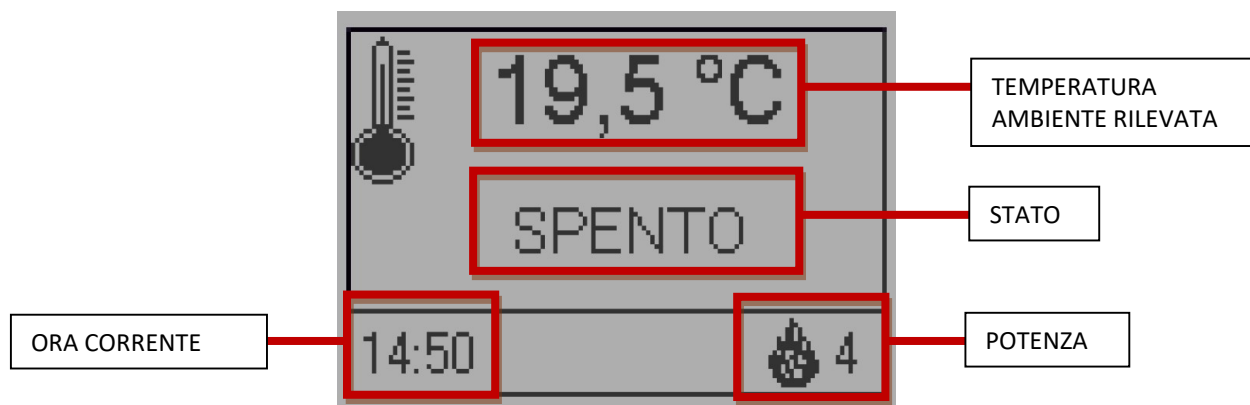 19,5 °C
TEMPERATURA
AMBIENTE RILEVATA
SPENTO
STATO
ORA CORRENTE
14:50
4
POTENZA